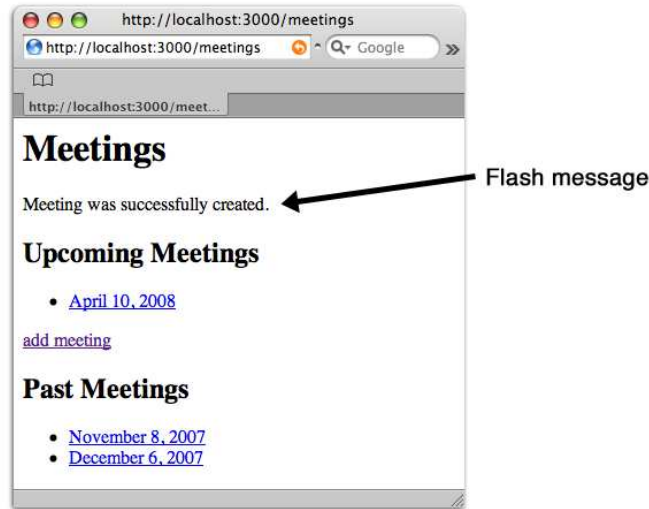 http://localhost:3000/meetings
http://localhost:3000/meetings
Google
http://localhost:3000/meet...
Meetings
Meeting was successfully created.
Flash message
Upcoming Meetings
• April 10, 2008
add meeting
Past Meetings
• November 8, 2007
• December 6, 2007